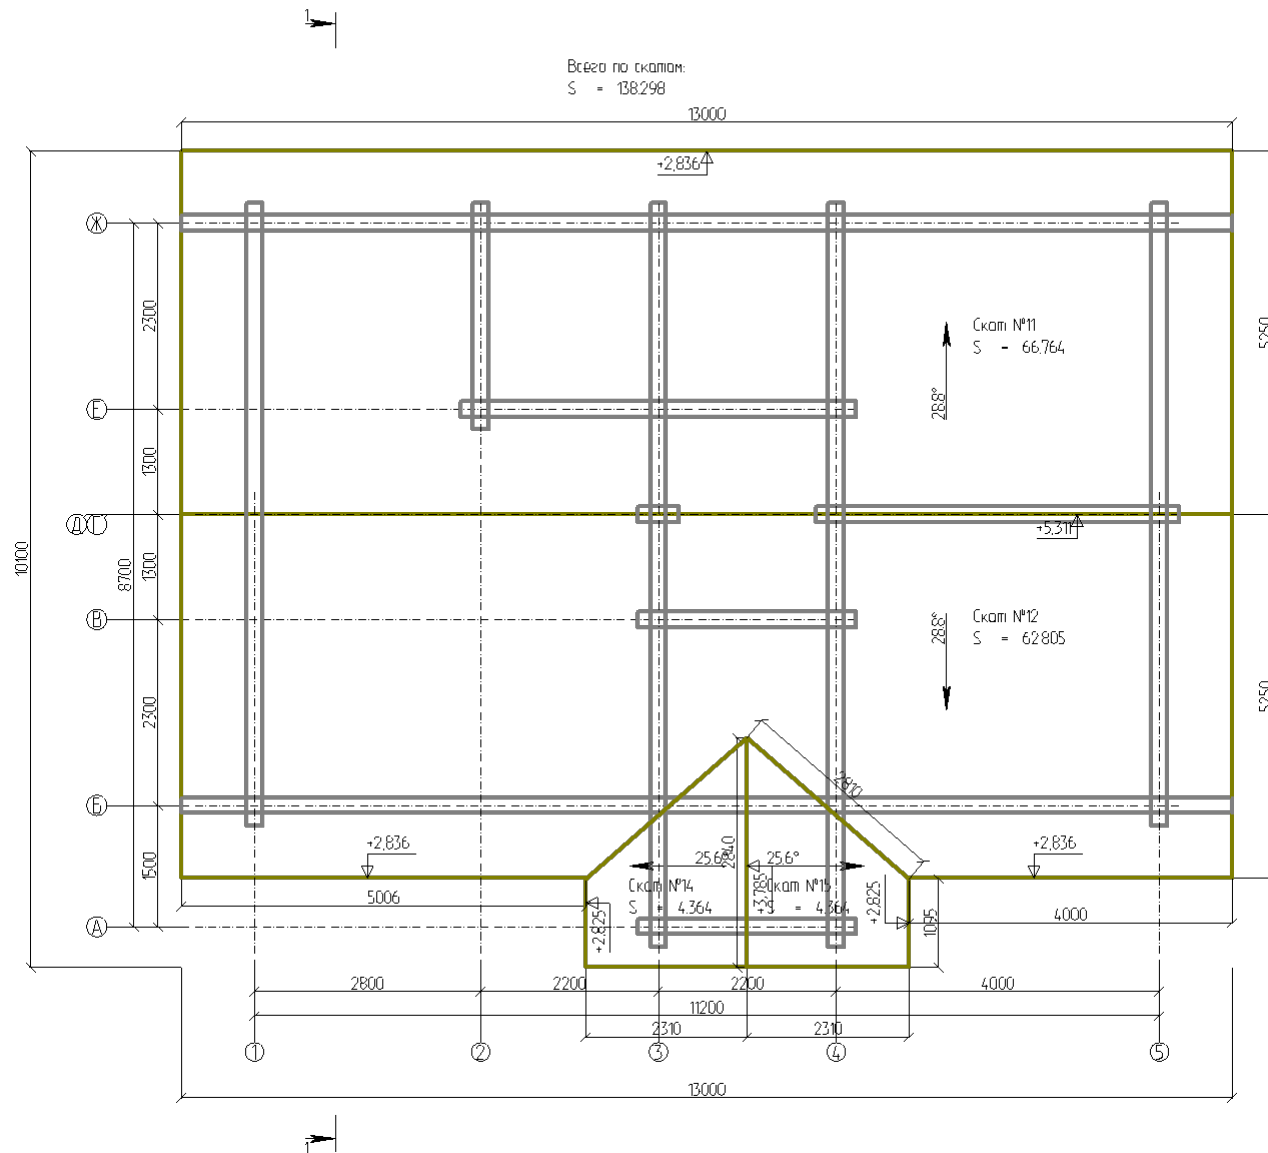 1
Всего по скатам:
S = 138.298
13000
+2,836
Ж
2300
Скат №11
S = 66.764
5250
28.8°
Е
1300
Д
Г
+5,311
10100
8700
1300
В
28.8°
Скат №12
S = 62.805
2300
5250
Б
2810
+2,836
+2,836
1500
25.6°
25.6°
2840
Скат №14
Скат №15
S = 4.364
S = 4.364
+3,785
+2,825
+2,825
1095
5006
4000
А
2800
2200
2200
4000
11200
2310
2310
1
2
3
4
5
13000
1